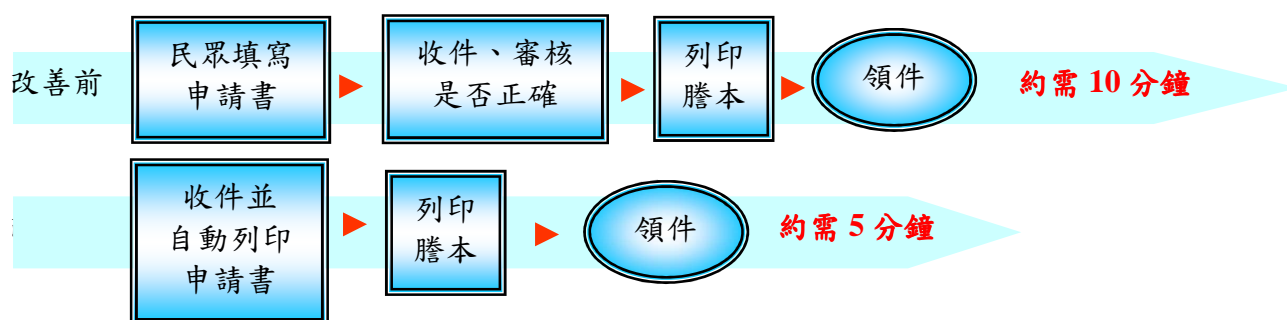 改善前
民眾填寫
申請書
收件、審核
是否正確
列印
謄本
領件
約需 10 分鐘
收件並
自動列印
申請書
列印
謄本
領件
約需 5 分鐘